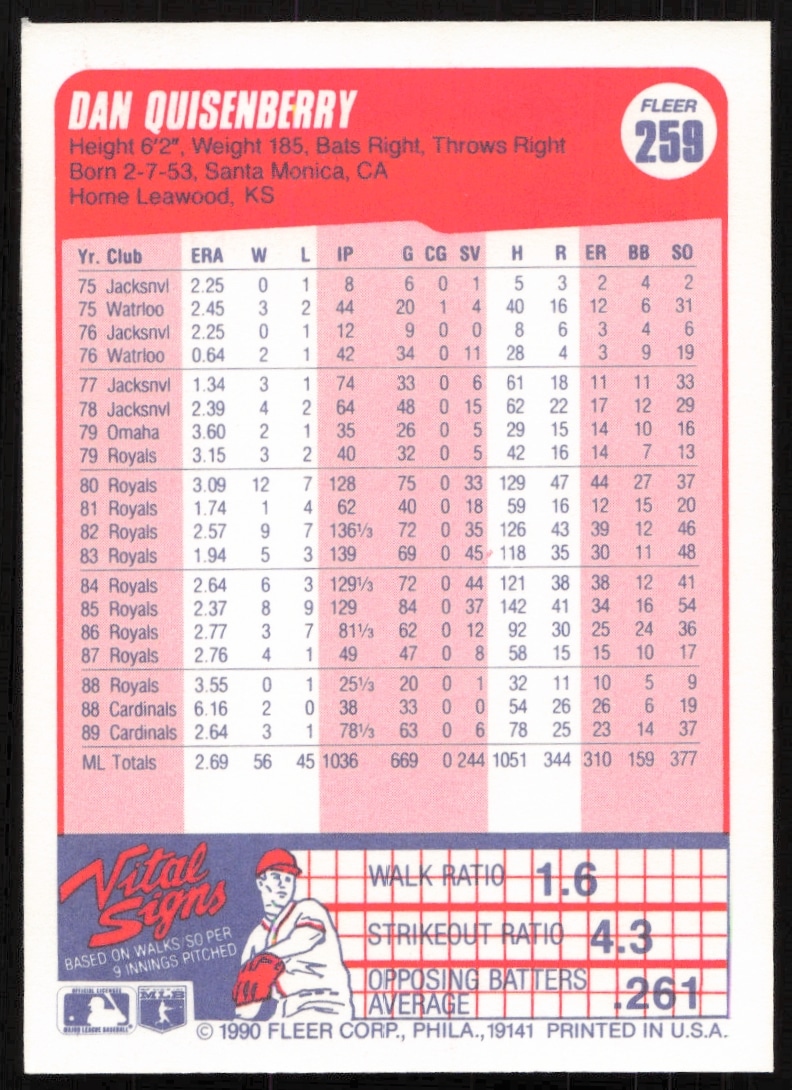 DAN QUISENBERRY
FLEER
259
Height 6'2", Weight 185, Bats Right, Throws Right
Born 2-7-53, Santa Monica, CA
Home Leawood, KS
Yr. Club ERA W L IP G CG SV H R ER BB SO
75 Jacksnvl 2.25 0 1 8 6 0 1 5 3 2 4 2
75 Watrloo 2.45 3 2 44 20 1 4 40 16 12 6 31
76 Jacksnvl 2.25 0 1 12 9 0 0 8 6 3 4 6
76 Watrloo 0.64 2 1 42 34 0 11 28 4 3 9 19
77 Jacksnvl 1.34 3 1 74 33 0 6 61 18 11 11 33
78 Jacksnvl 2.39 4 2 64 48 0 15 62 22 17 12 29
79 Omaha 3.60 2 1 35 26 0 5 29 15 14 10 16
79 Royals 3.15 3 2 40 32 0 5 42 16 14 7 13
80 Royals 3.09 12 7 128 75 0 33 129 47 44 27 37
81 Royals 1.74 1 4 62 40 0 18 59 16 12 15 20
82 Royals 2.57 9 7 136⅓ 72 0 35 126 43 39 12 46
83 Royals 1.94 5 3 139 69 0 45 118 35 30 11 48
84 Royals 2.64 6 3 129⅓ 72 0 44 121 38 38 12 41
85 Royals 2.37 8 9 129 84 0 37 142 41 34 16 54
86 Royals 2.77 3 7 81⅓ 62 0 12 92 30 25 24 36
87 Royals 2.76 4 1 49 47 0 8 58 15 15 10 17
88 Royals 3.55 0 1 25⅓ 20 0 1 32 11 10 5 9
88 Cardinals 6.16 2 0 38 33 0 0 54 26 26 6 19
89 Cardinals 2.64 3 1 78⅓ 63 0 6 78 25 23 14 37
ML Totals 2.69 56 45 1036 669 0 244 1051 344 310 159 377
Vital
Signs
BASED ON WALKS/SO PER
9 INNINGS PITCHED
WALK RATIO 1.6
STRIKEOUT RATIO 4.3
OPPOSING BATTERS
AVERAGE .261
OFFICIAL LICENSEE
MAJOR LEAGUE BASEBALL
MLB
© 1990 FLEER CORP., PHILA., 19141 PRINTED IN U.S.A.